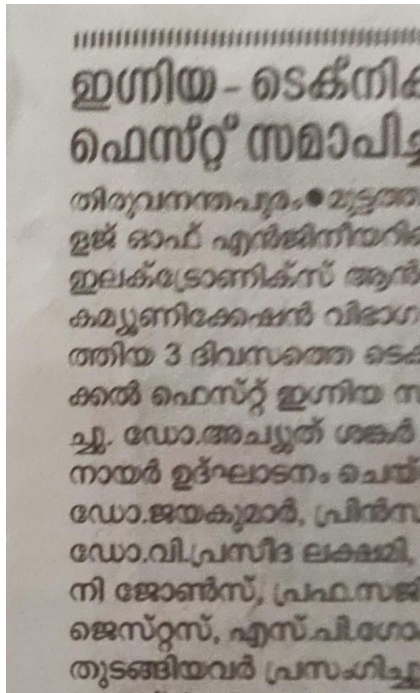 ഇഗ്നിയ - ടെക്നിക
ഫെസ്റ്റ് സമാപിച്ച
തിരുവനന്തപുരം●മുട്ടത്ത
ളജ് ഓഫ് എൻജിനീയറി
ഇലക്ട്രോണിക്സ് ആൻ
കമ്യൂണിക്കേഷൻ വിഭാഗ
ത്തിയ 3 ദിവസത്തെ ടെക
ക്കൽ ഫെസ്റ്റ് ഇഗ്നിയ സ
ച്ചു. ഡോ.അച്യുത് ശങ്കർ
നായർ ഉദ്ഘാടനം ചെയ്
ഡോ.ജയകുമാർ, പ്രിൻസ
ഡോ.വി.പ്രസീദ ലക്ഷ്മി,
നി ജോൺസ്, പ്രഫ.സജി
ജെസ്റ്റസ്, എസ്.പി.ഗോ
തുടങ്ങിയവർ പ്രസംഗിച്ചു